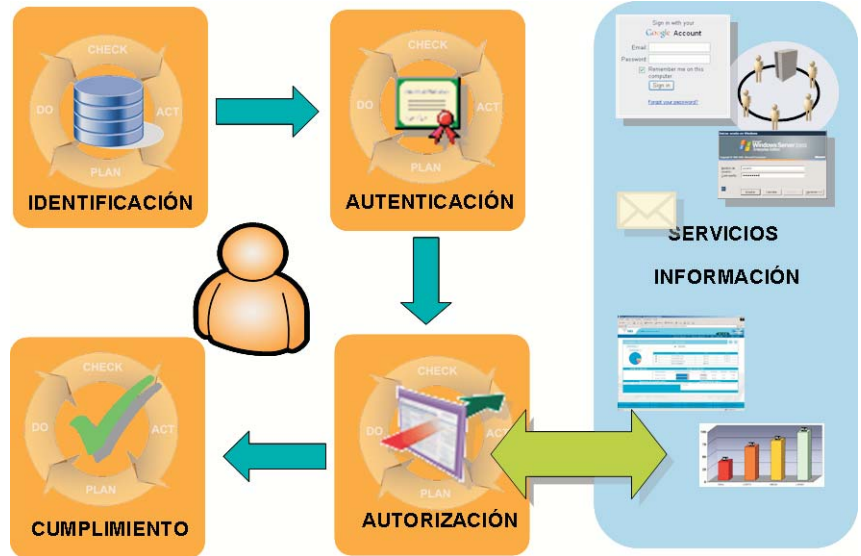 CHECK
DO
ACT
PLAN
IDENTIFICACIÓN
CHECK
DO
ACT
PLAN
AUTENTICACIÓN
Sign in with your
Google Account
Email:
Password:
Remember me on this
computer.
Sign in
Forgot your password?
Windows Server
SERVICIOS
INFORMACIÓN
CHECK
DO
ACT
PLAN
CUMPLIMIENTO
CHECK
DO
ACT
PLAN
AUTORIZACIÓN